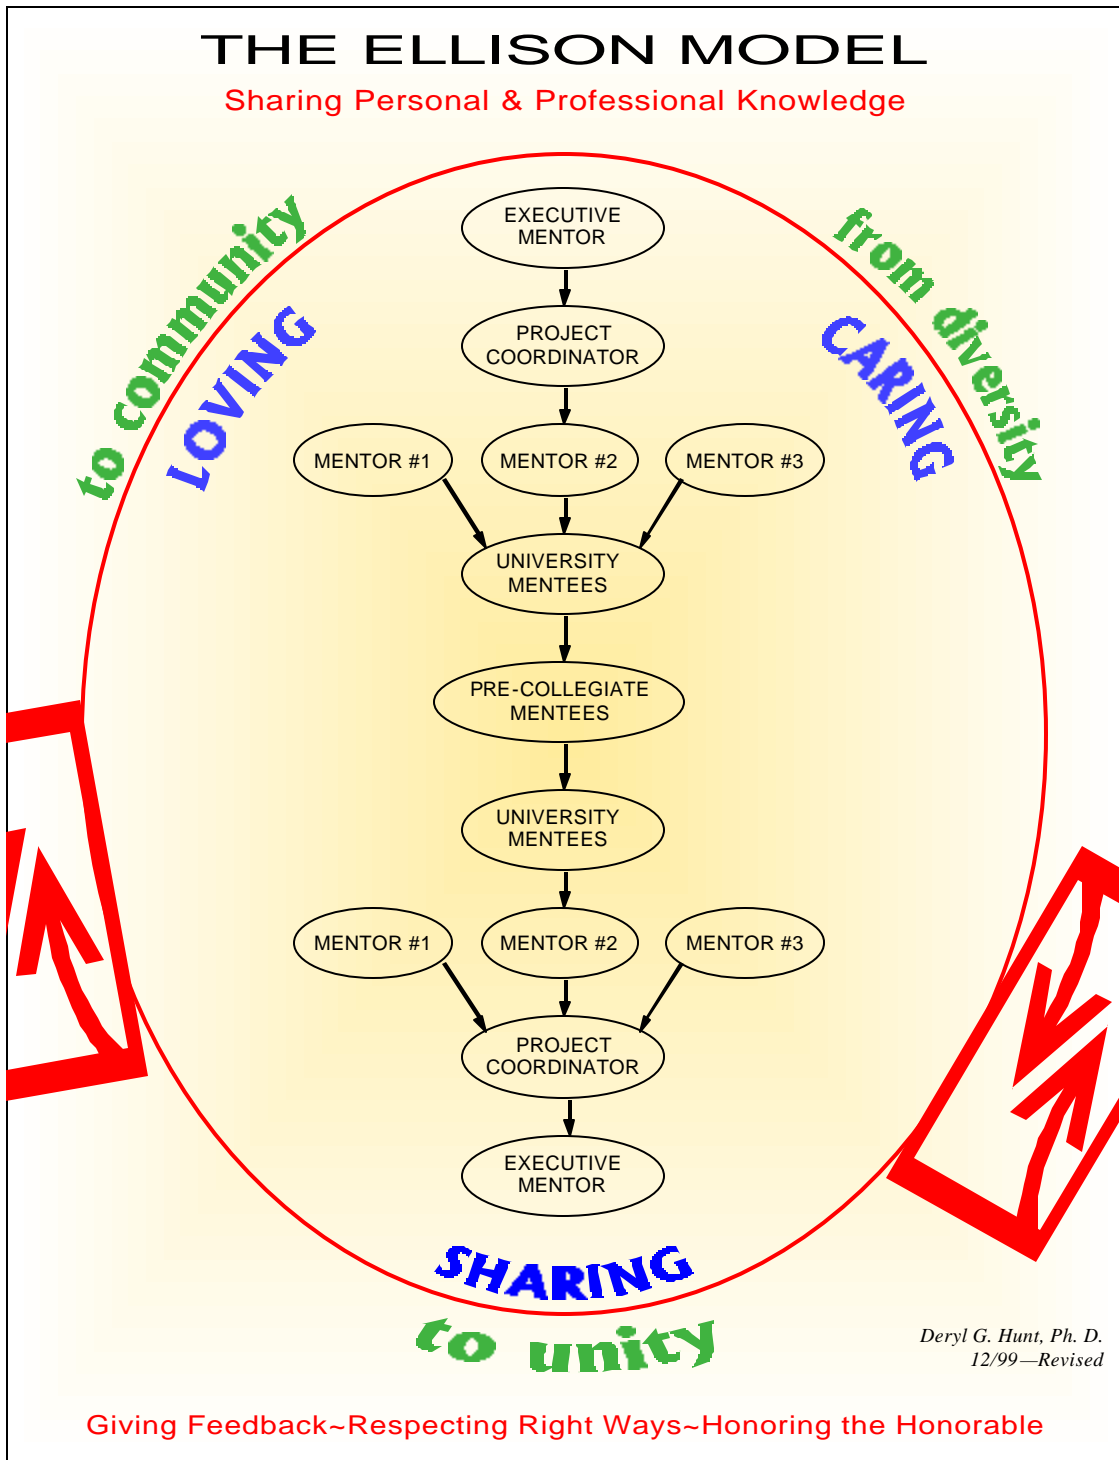 THE ELLISON MODEL
Sharing Personal & Professional Knowledge
to community
from diversity
LOVING
CARING
EXECUTIVE
MENTOR
PROJECT
COORDINATOR
MENTOR #1
MENTOR #2
MENTOR #3
UNIVERSITY
MENTEES
PRE-COLLEGIATE
MENTEES
UNIVERSITY
MENTEES
MENTOR #1
MENTOR #2
MENTOR #3
PROJECT
COORDINATOR
EXECUTIVE
MENTOR
SHARING
to unity
Deryl G. Hunt, Ph. D.
12/99—Revised
Giving Feedback~Respecting Right Ways~Honoring the Honorable